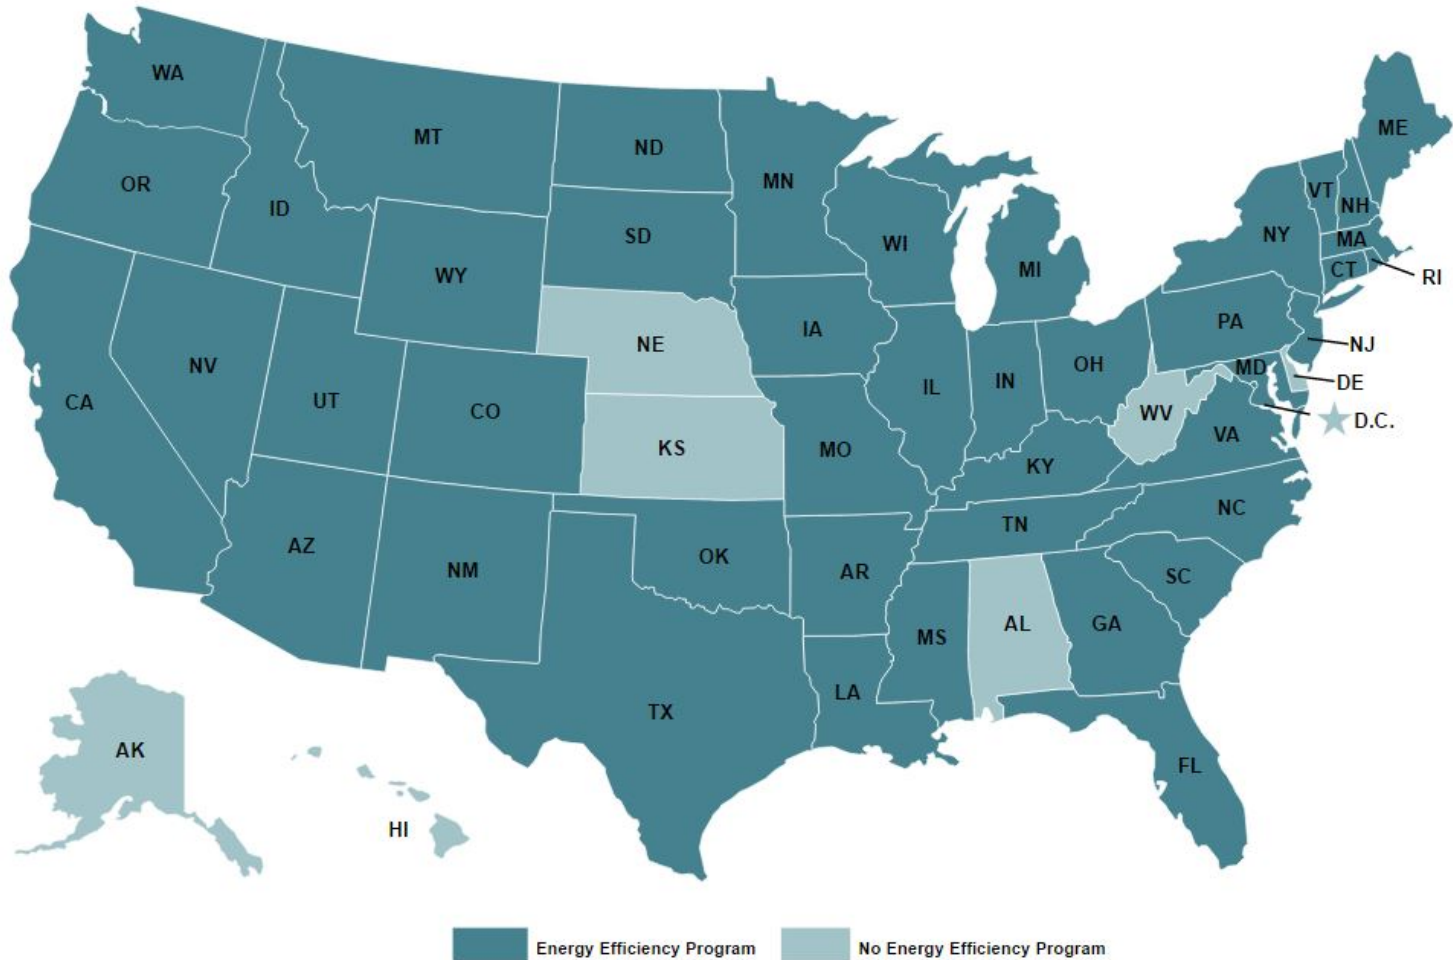 WA
MT
ND
MN
ME
OR
ID
SD
WI
VT
NH
NY
MA
WY
MI
CT
RI
NE
IA
PA
NJ
NV
UT
CO
IL
IN
OH
MD
DE
CA
KS
MO
WV
D.C.
VA
KY
AZ
NM
OK
AR
TN
NC
SC
MS
AL
GA
LA
TX
AK
FL
HI
Energy Efficiency Program
No Energy Efficiency Program